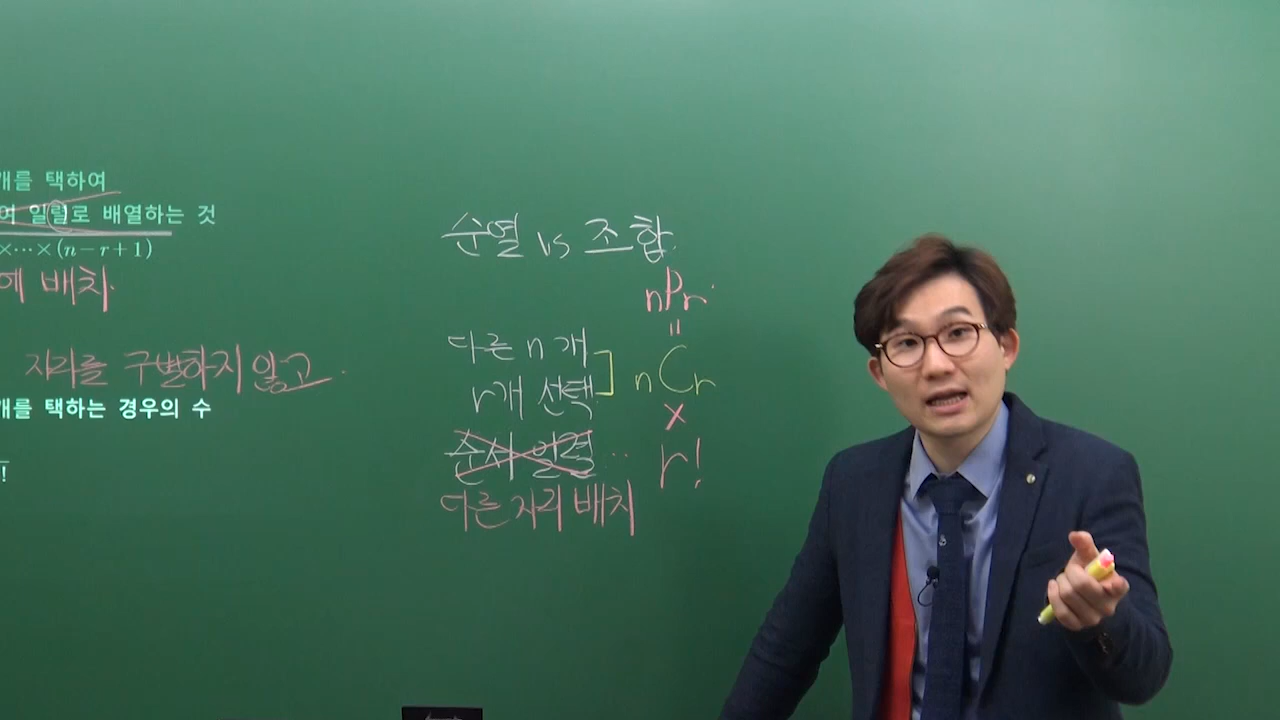 개를 택하여
여 일렬로 배열하는 것
×···×(n-r+1)
에 배치.
자리를 구별하지 않고.
개를 택하는 경우의 수
!
순열 vs 조합.
nPr
=
다른 n개
r개 선택 ] nCr
×
순서 일렬 ·· r!
다른 자리 배치